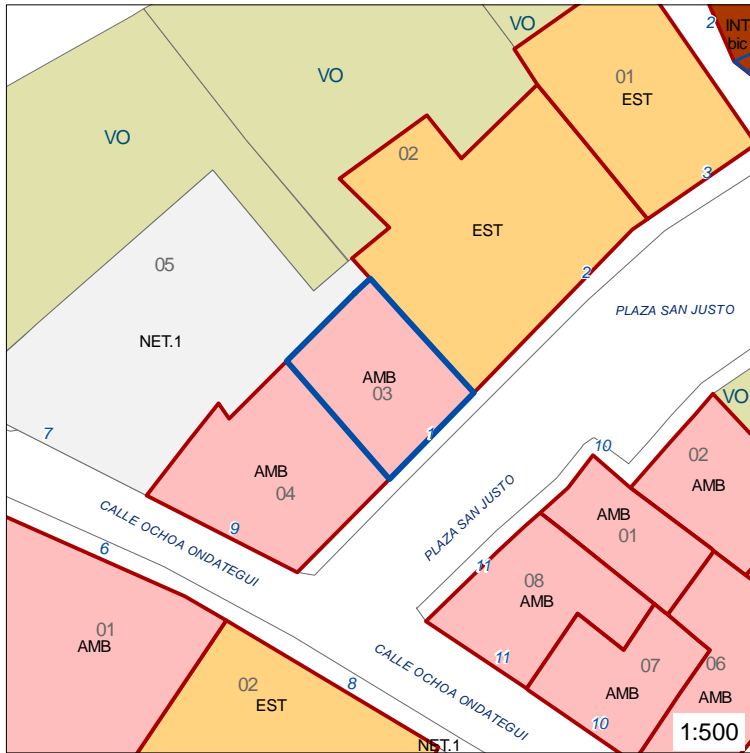 VO
2
INT
bic
VO
01
EST
VO
02
3
EST
05
2
PLAZA SAN JUSTO
NET.1
AMB
03
VO
7
1
10
02
AMB
AMB
04
AMB
01
PLAZA SAN JUSTO
CALLE OCHOA ONDATEGUI
9
6
11
08
AMB
01
AMB
11
07
06
AMB
AMB
02
EST
8
CALLE OCHOA ONDATEGUI
10
NET.1
1:500